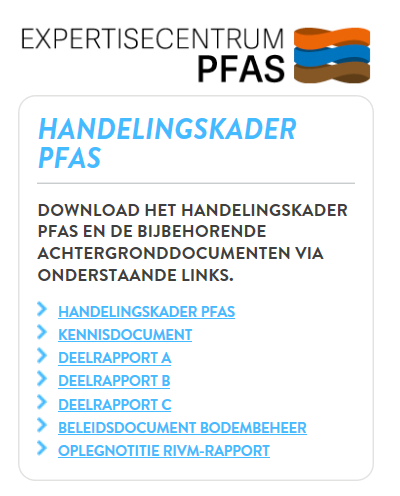 EXPERTISECENTRUM
PFAS
HANDELINGSKADER
PFAS
DOWNLOAD HET HANDELINGSKADER
PFAS EN DE BIJBEHORENDE
ACHTERGRONDDOCUMENTEN VIA
ONDERSTAANDE LINKS.
HANDELINGSKADER PFAS
KENNISDOCUMENT
DEELRAPPORT A
DEELRAPPORT B
DEELRAPPORT C
BELEIDSDOCUMENT BODEMBEHEER
OPLEGNOTITIE RIVM-RAPPORT